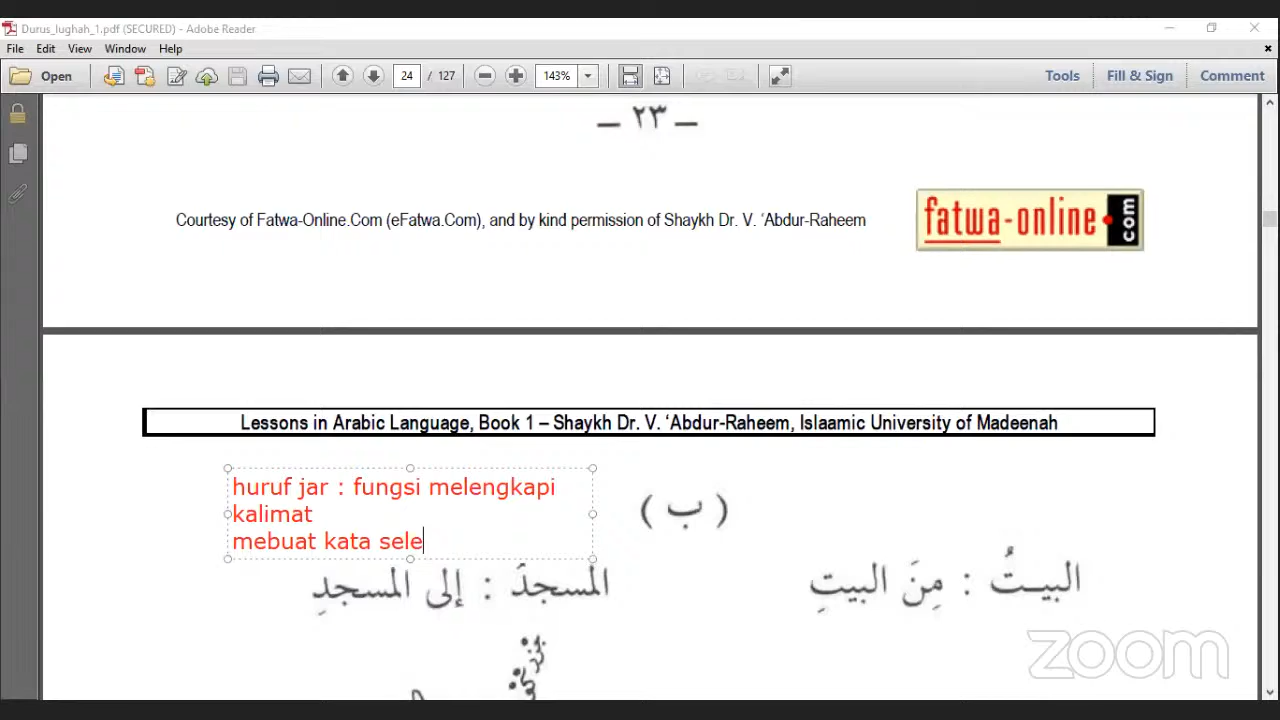 Durus_lughah_1.pdf (SECURED) - Adobe Reader
File Edit View Window Help
Open 24 / 127 143% Tools Fill & Sign Comment
– ٢٣ –
Courtesy of Fatwa-Online.Com (eFatwa.Com), and by kind permission of Shaykh Dr. V. ‘Abdur-Raheem
fatwa-online.com
Lessons in Arabic Language, Book 1 – Shaykh Dr. V. ‘Abdur-Raheem, Islaamic University of Madeenah
huruf jar : fungsi melengkapi
kalimat
mebuat kata sele
( ب )
البيـتُ : مِنَ البيتِ
المسجدُ : إلى المسجدِ
zoom